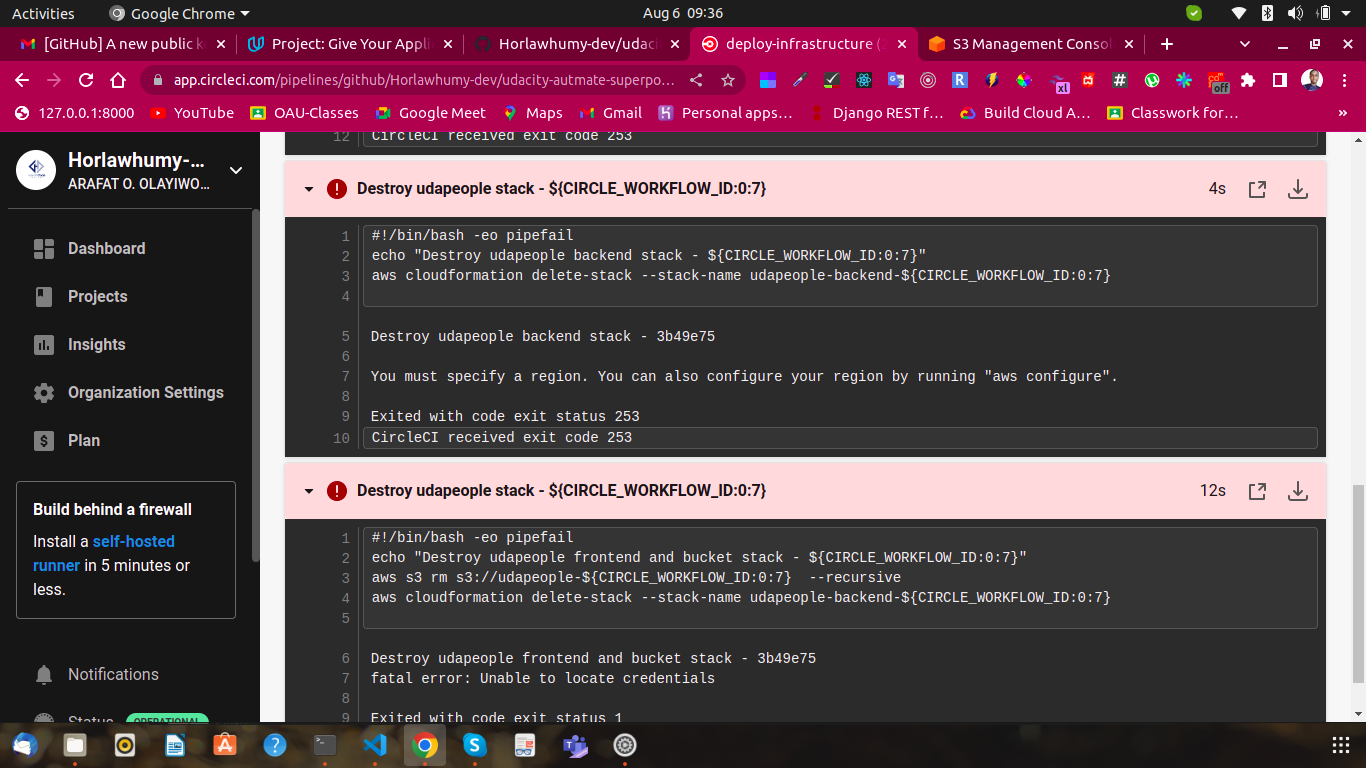 Activities
Google Chrome
Aug 6 09:36
[GitHub] A new public k
Project: Give Your Appli
Horlawhumy-dev/udaci
deploy-infrastructure (2
S3 Management Consol
app.circleci.com/pipelines/github/Horlawhumy-dev/udacity-autmate-superpo...
127.0.0.1:8000
YouTube
OAU-Classes
Google Meet
Maps
Gmail
Personal apps...
Django REST f...
Build Cloud A...
Classwork for...
»
Horlawhumy-...
ARAFAT O. OLAYIWO...
Dashboard
Projects
Insights
Organization Settings
Plan
Build behind a firewall
Install a self-hosted
runner in 5 minutes or
less.
Notifications
Status OPERATIONAL
12 CircleCI received exit code 253
Destroy udapeople stack - ${CIRCLE_WORKFLOW_ID:0:7}
4s
1 #!/bin/bash -eo pipefail
2 echo "Destroy udapeople backend stack - ${CIRCLE_WORKFLOW_ID:0:7}"
3 aws cloudformation delete-stack --stack-name udapeople-backend-${CIRCLE_WORKFLOW_ID:0:7}
4
5 Destroy udapeople backend stack - 3b49e75
6
7 You must specify a region. You can also configure your region by running "aws configure".
8
9 Exited with code exit status 253
10 CircleCI received exit code 253
Destroy udapeople stack - ${CIRCLE_WORKFLOW_ID:0:7}
12s
1 #!/bin/bash -eo pipefail
2 echo "Destroy udapeople frontend and bucket stack - ${CIRCLE_WORKFLOW_ID:0:7}"
3 aws s3 rm s3://udapeople-${CIRCLE_WORKFLOW_ID:0:7}  --recursive
4 aws cloudformation delete-stack --stack-name udapeople-backend-${CIRCLE_WORKFLOW_ID:0:7}
5
6 Destroy udapeople frontend and bucket stack - 3b49e75
7 fatal error: Unable to locate credentials
8
9 Exited with code exit status 1